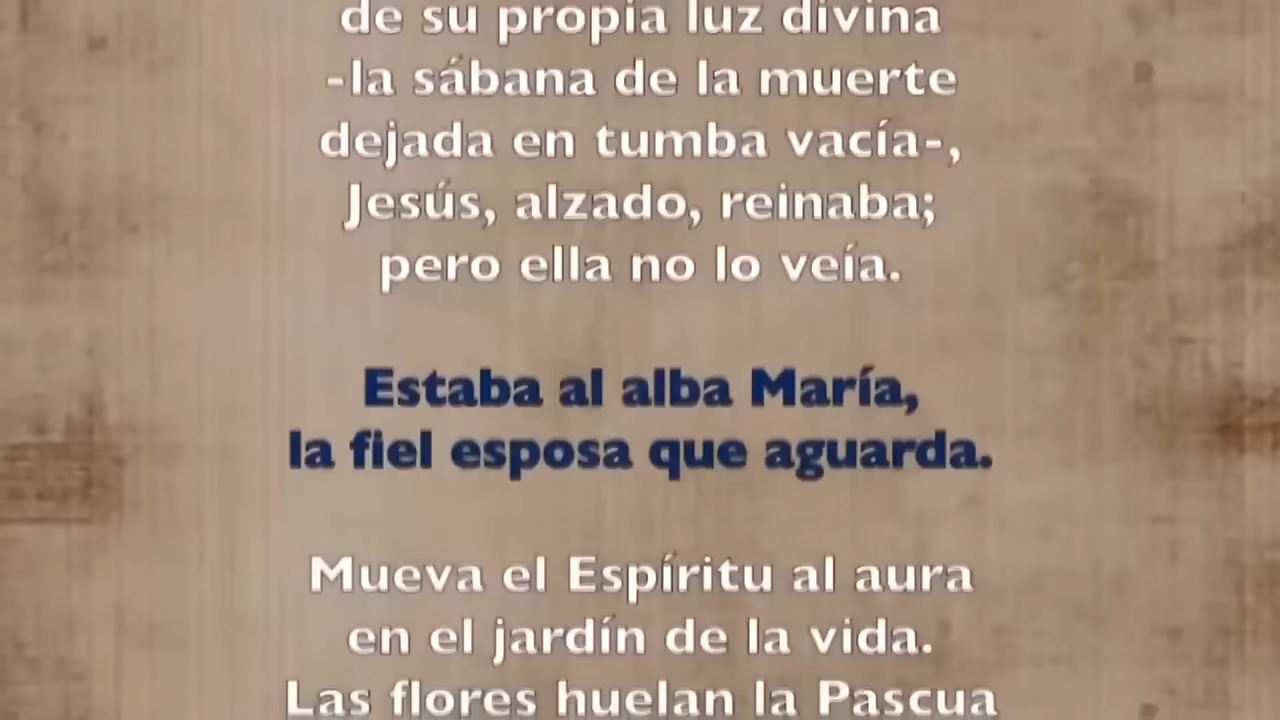 de su propia luz divina
-la sábana de la muerte
dejada en tumba vacía-,
Jesús, alzado, reinaba;
pero ella no lo veía.
Estaba al alba María,
la fiel esposa que aguarda.
Mueva el Espíritu al aura
en el jardín de la vida.
Las flores huelan la Pascua